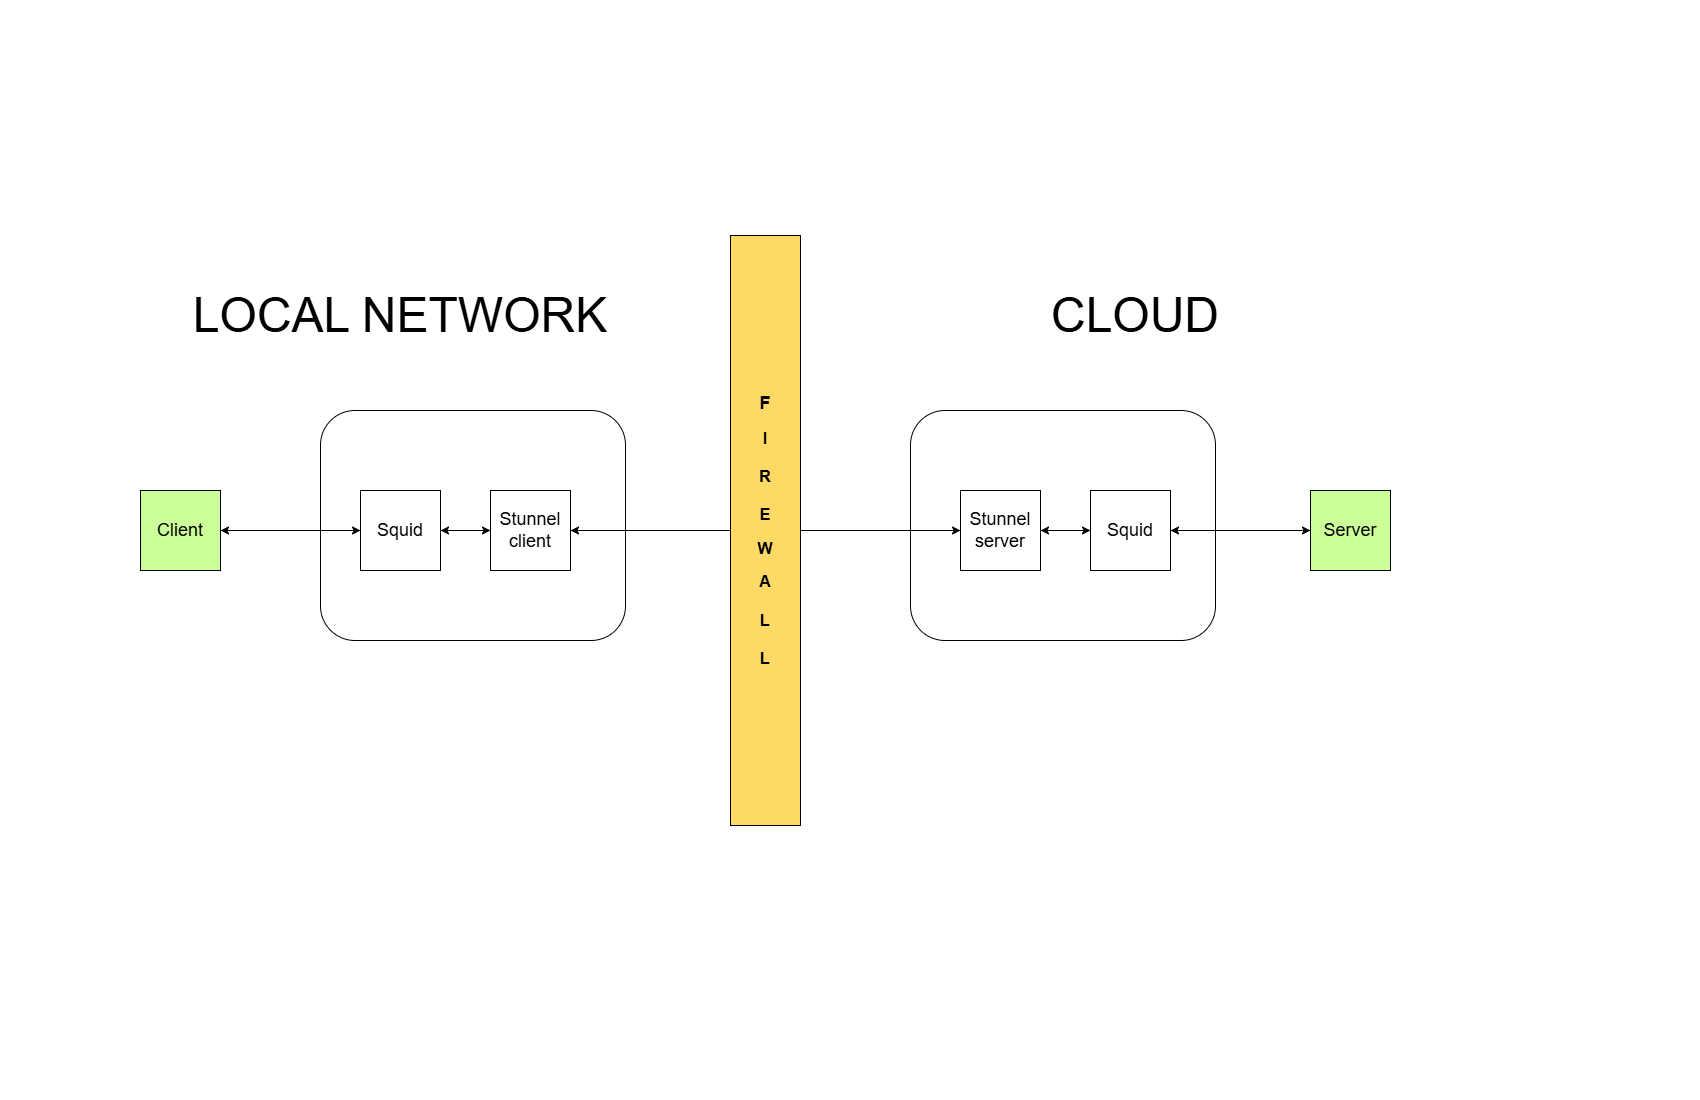 LOCAL NETWORK
CLOUD
F
I
R
E
W
A
L
L
Client
Squid
Stunnel
client
Stunnel
server
Squid
Server